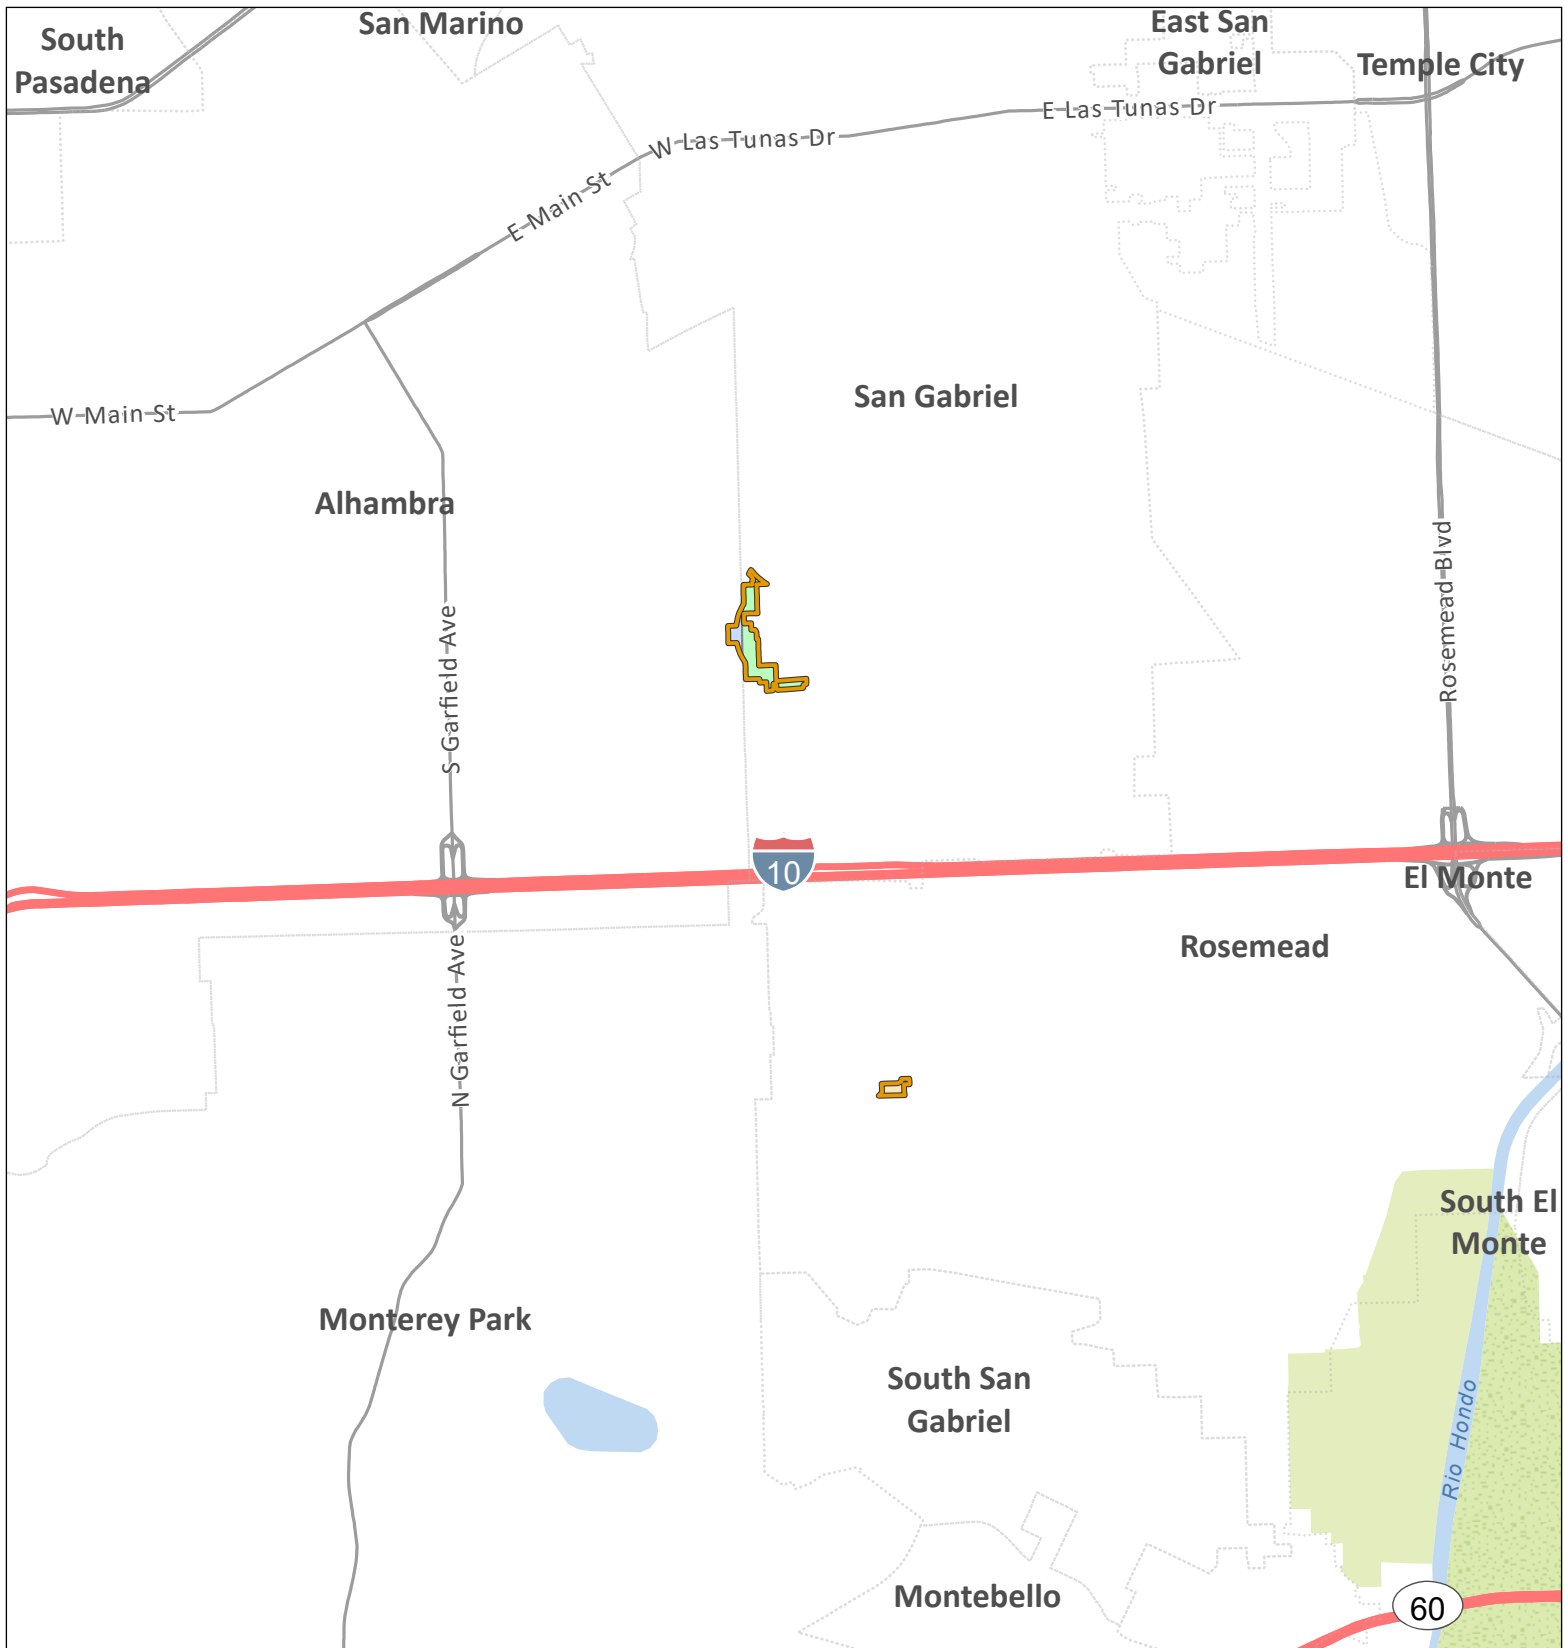 San Marino
East San
Gabriel
South
Pasadena
Temple City
E Las Tunas Dr
W Las Tunas Dr
E Main St
San Gabriel
W Main St
Alhambra
Rosemead Blvd
S Garfield Ave
10
El Monte
Rosemead
N Garfield Ave
South El
Monte
Monterey Park
South San
Gabriel
Rio Hondo
Montebello
60